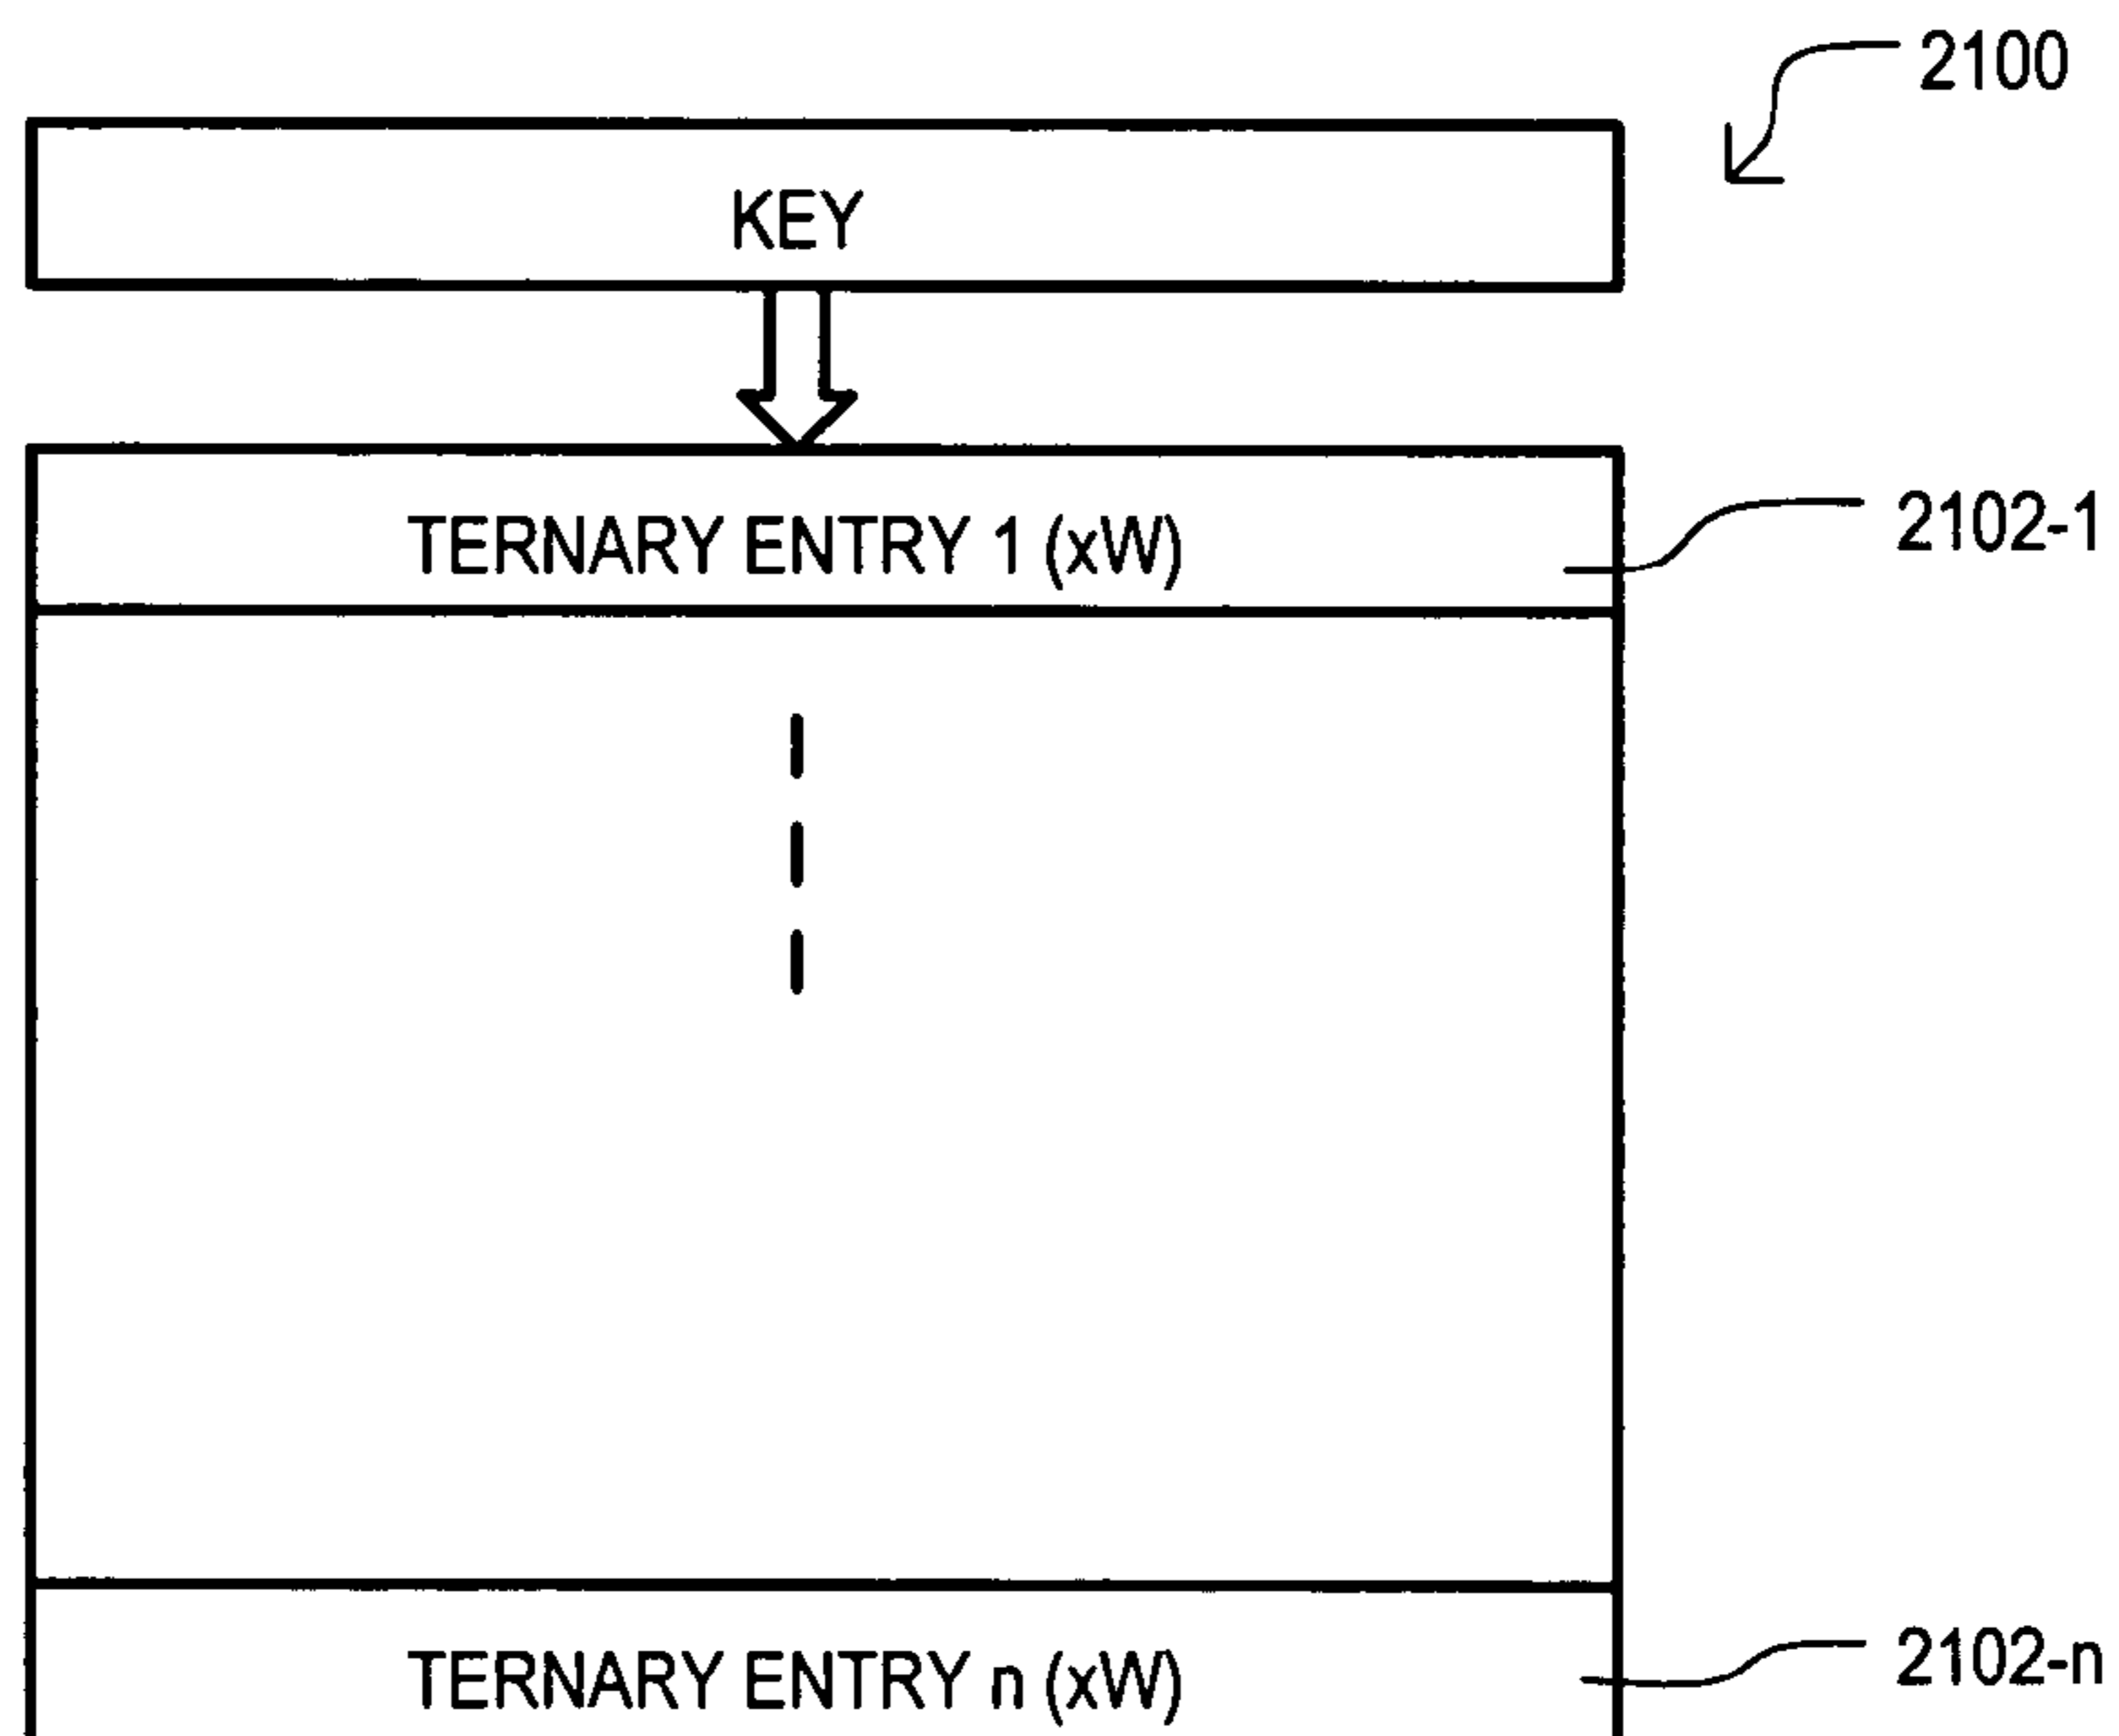 2100
KEY
TERNARY ENTRY 1 (xW)
2102-1
TERNARY ENTRY n (xW)
2102-n